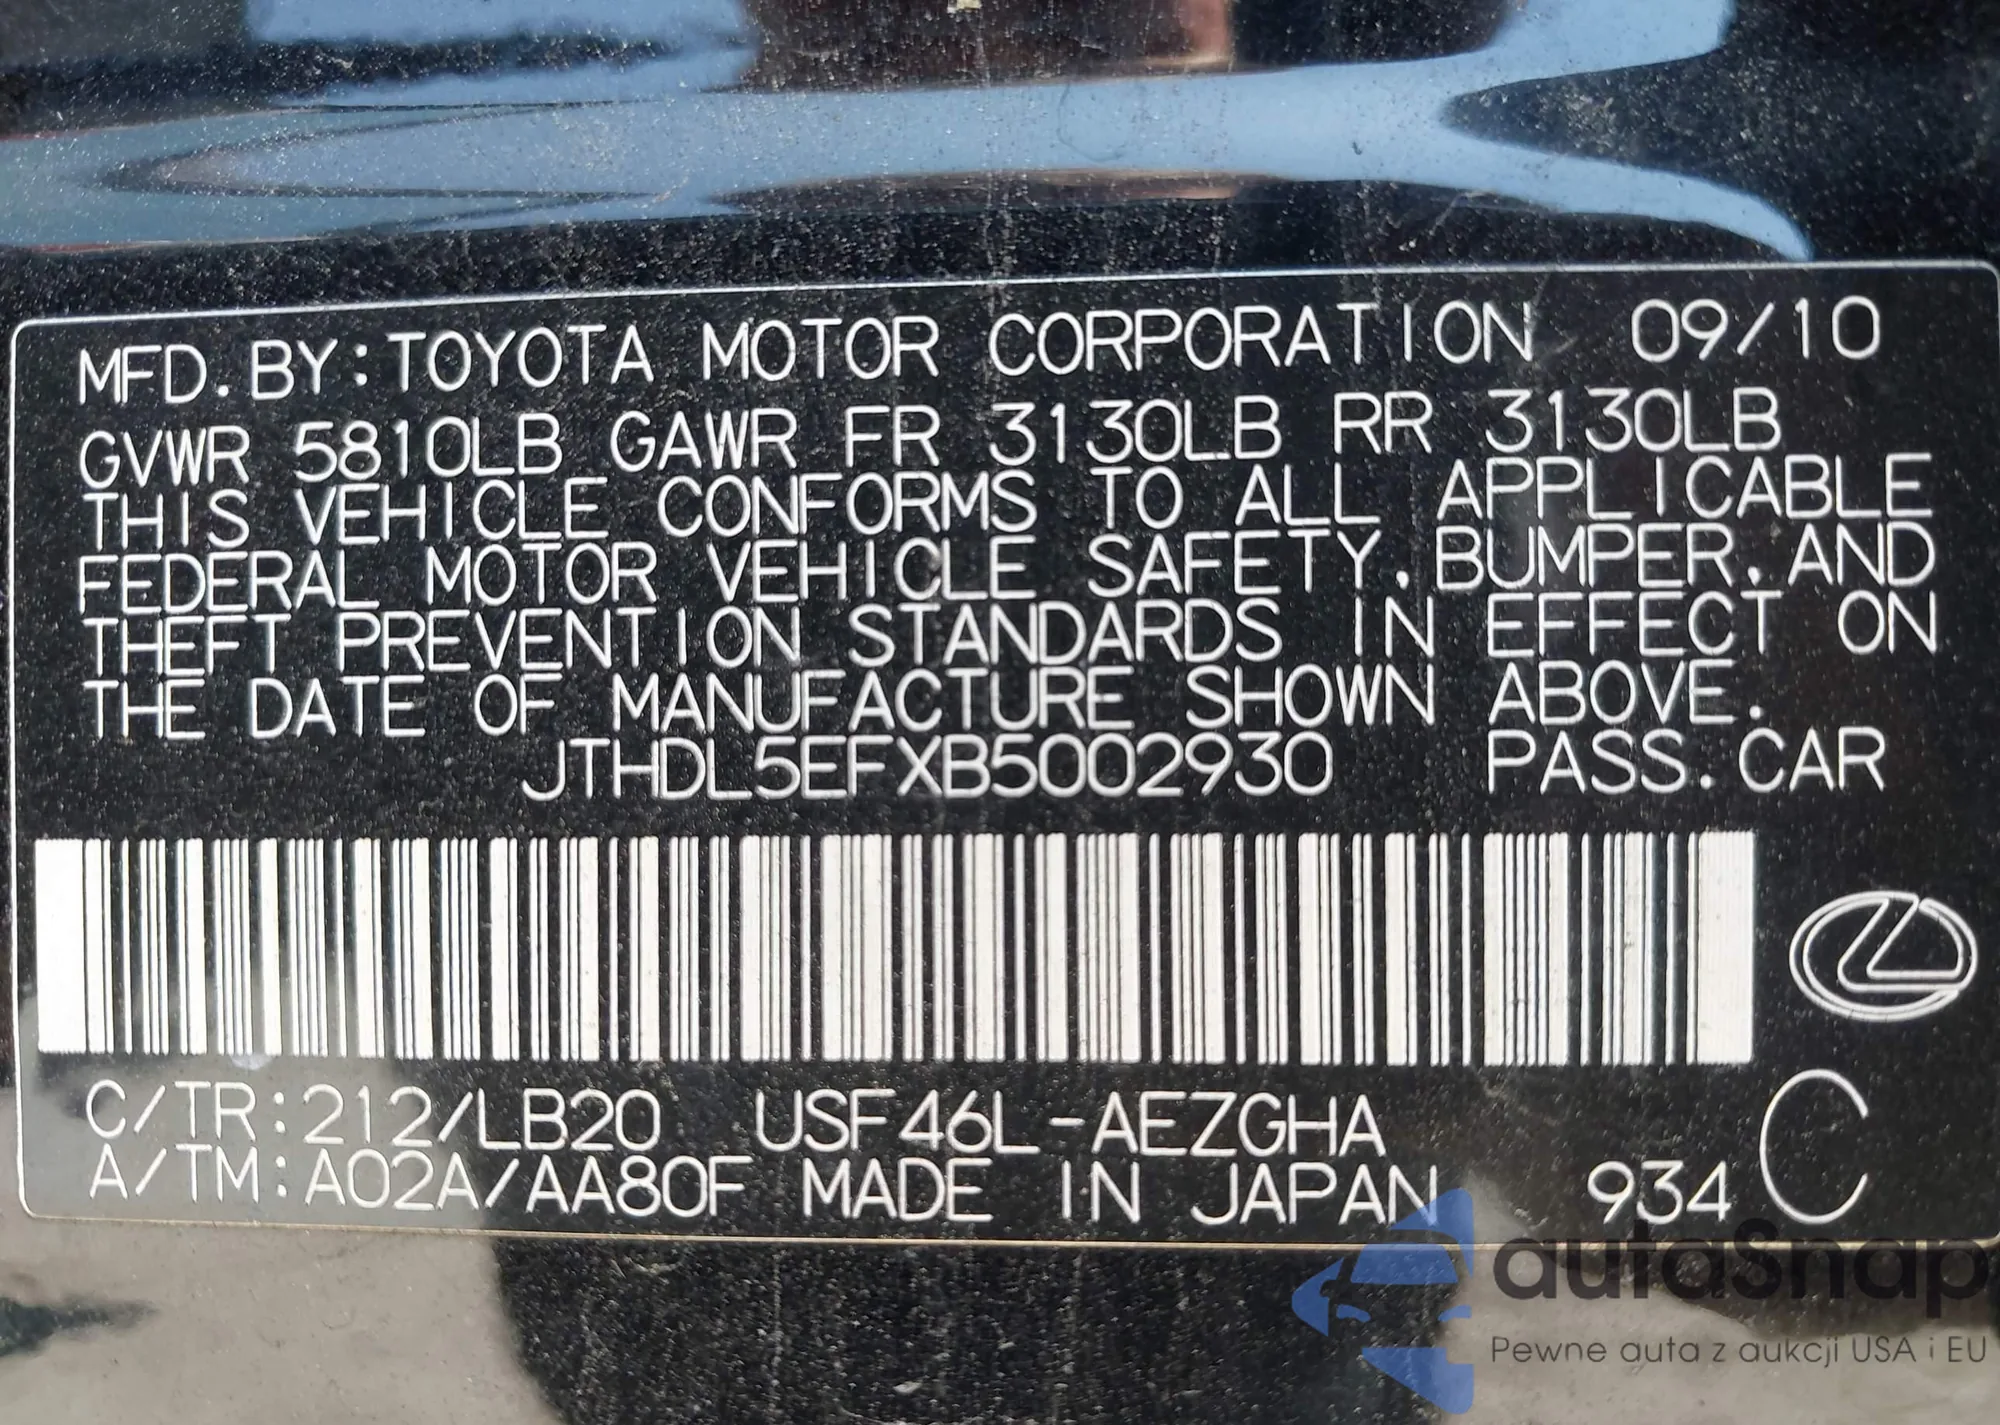 MFD. BY: TOYOTA MOTOR CORPORATION 09/10
GVWR 5810LB GAWR FR 3130LB RR 3130LB
THIS VEHICLE CONFORMS TO ALL APPLICABLE
FEDERAL MOTOR VEHICLE SAFETY, BUMPER, AND
THEFT PREVENTION STANDARDS IN EFFECT ON
THE DATE OF MANUFACTURE SHOWN ABOVE.
JTHDL5EFXB5002930 PASS. CAR
C/TR: 212/LB20 USF46L-AEZGHA
A/TM: A02A/AA80F MADE IN JAPAN 934 C
autaSnap
Pewne auta z aukcji USA i EU